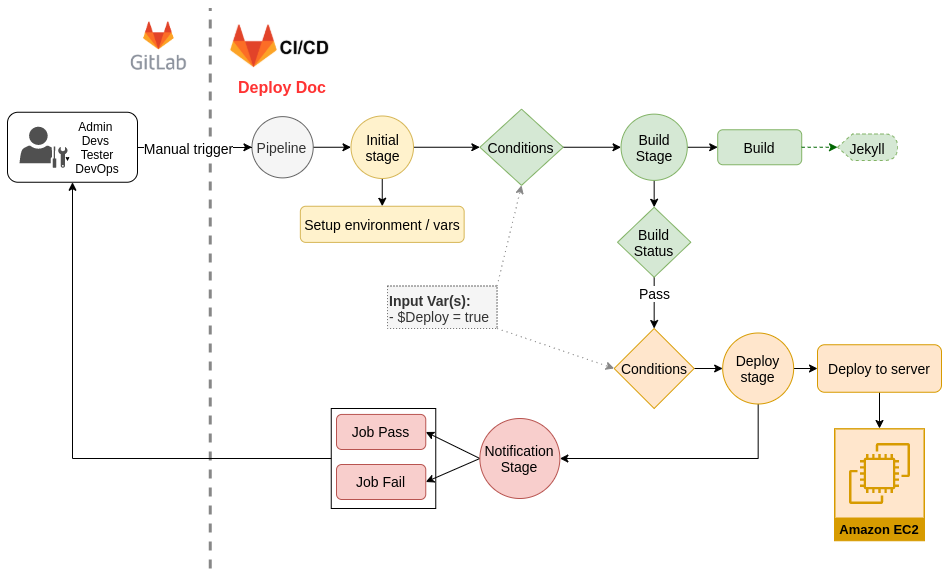 GitLab
CI/CD
Deploy Doc
Admin
Devs
Tester
DevOps
Manual trigger
Pipeline
Initial
stage
Conditions
Build
Stage
Build
Jekyll
Setup environment / vars
Build
Status
Pass
Input Var(s):
- $Deploy = true
Conditions
Deploy
stage
Deploy to server
Job Pass
Job Fail
Notification
Stage
Amazon EC2